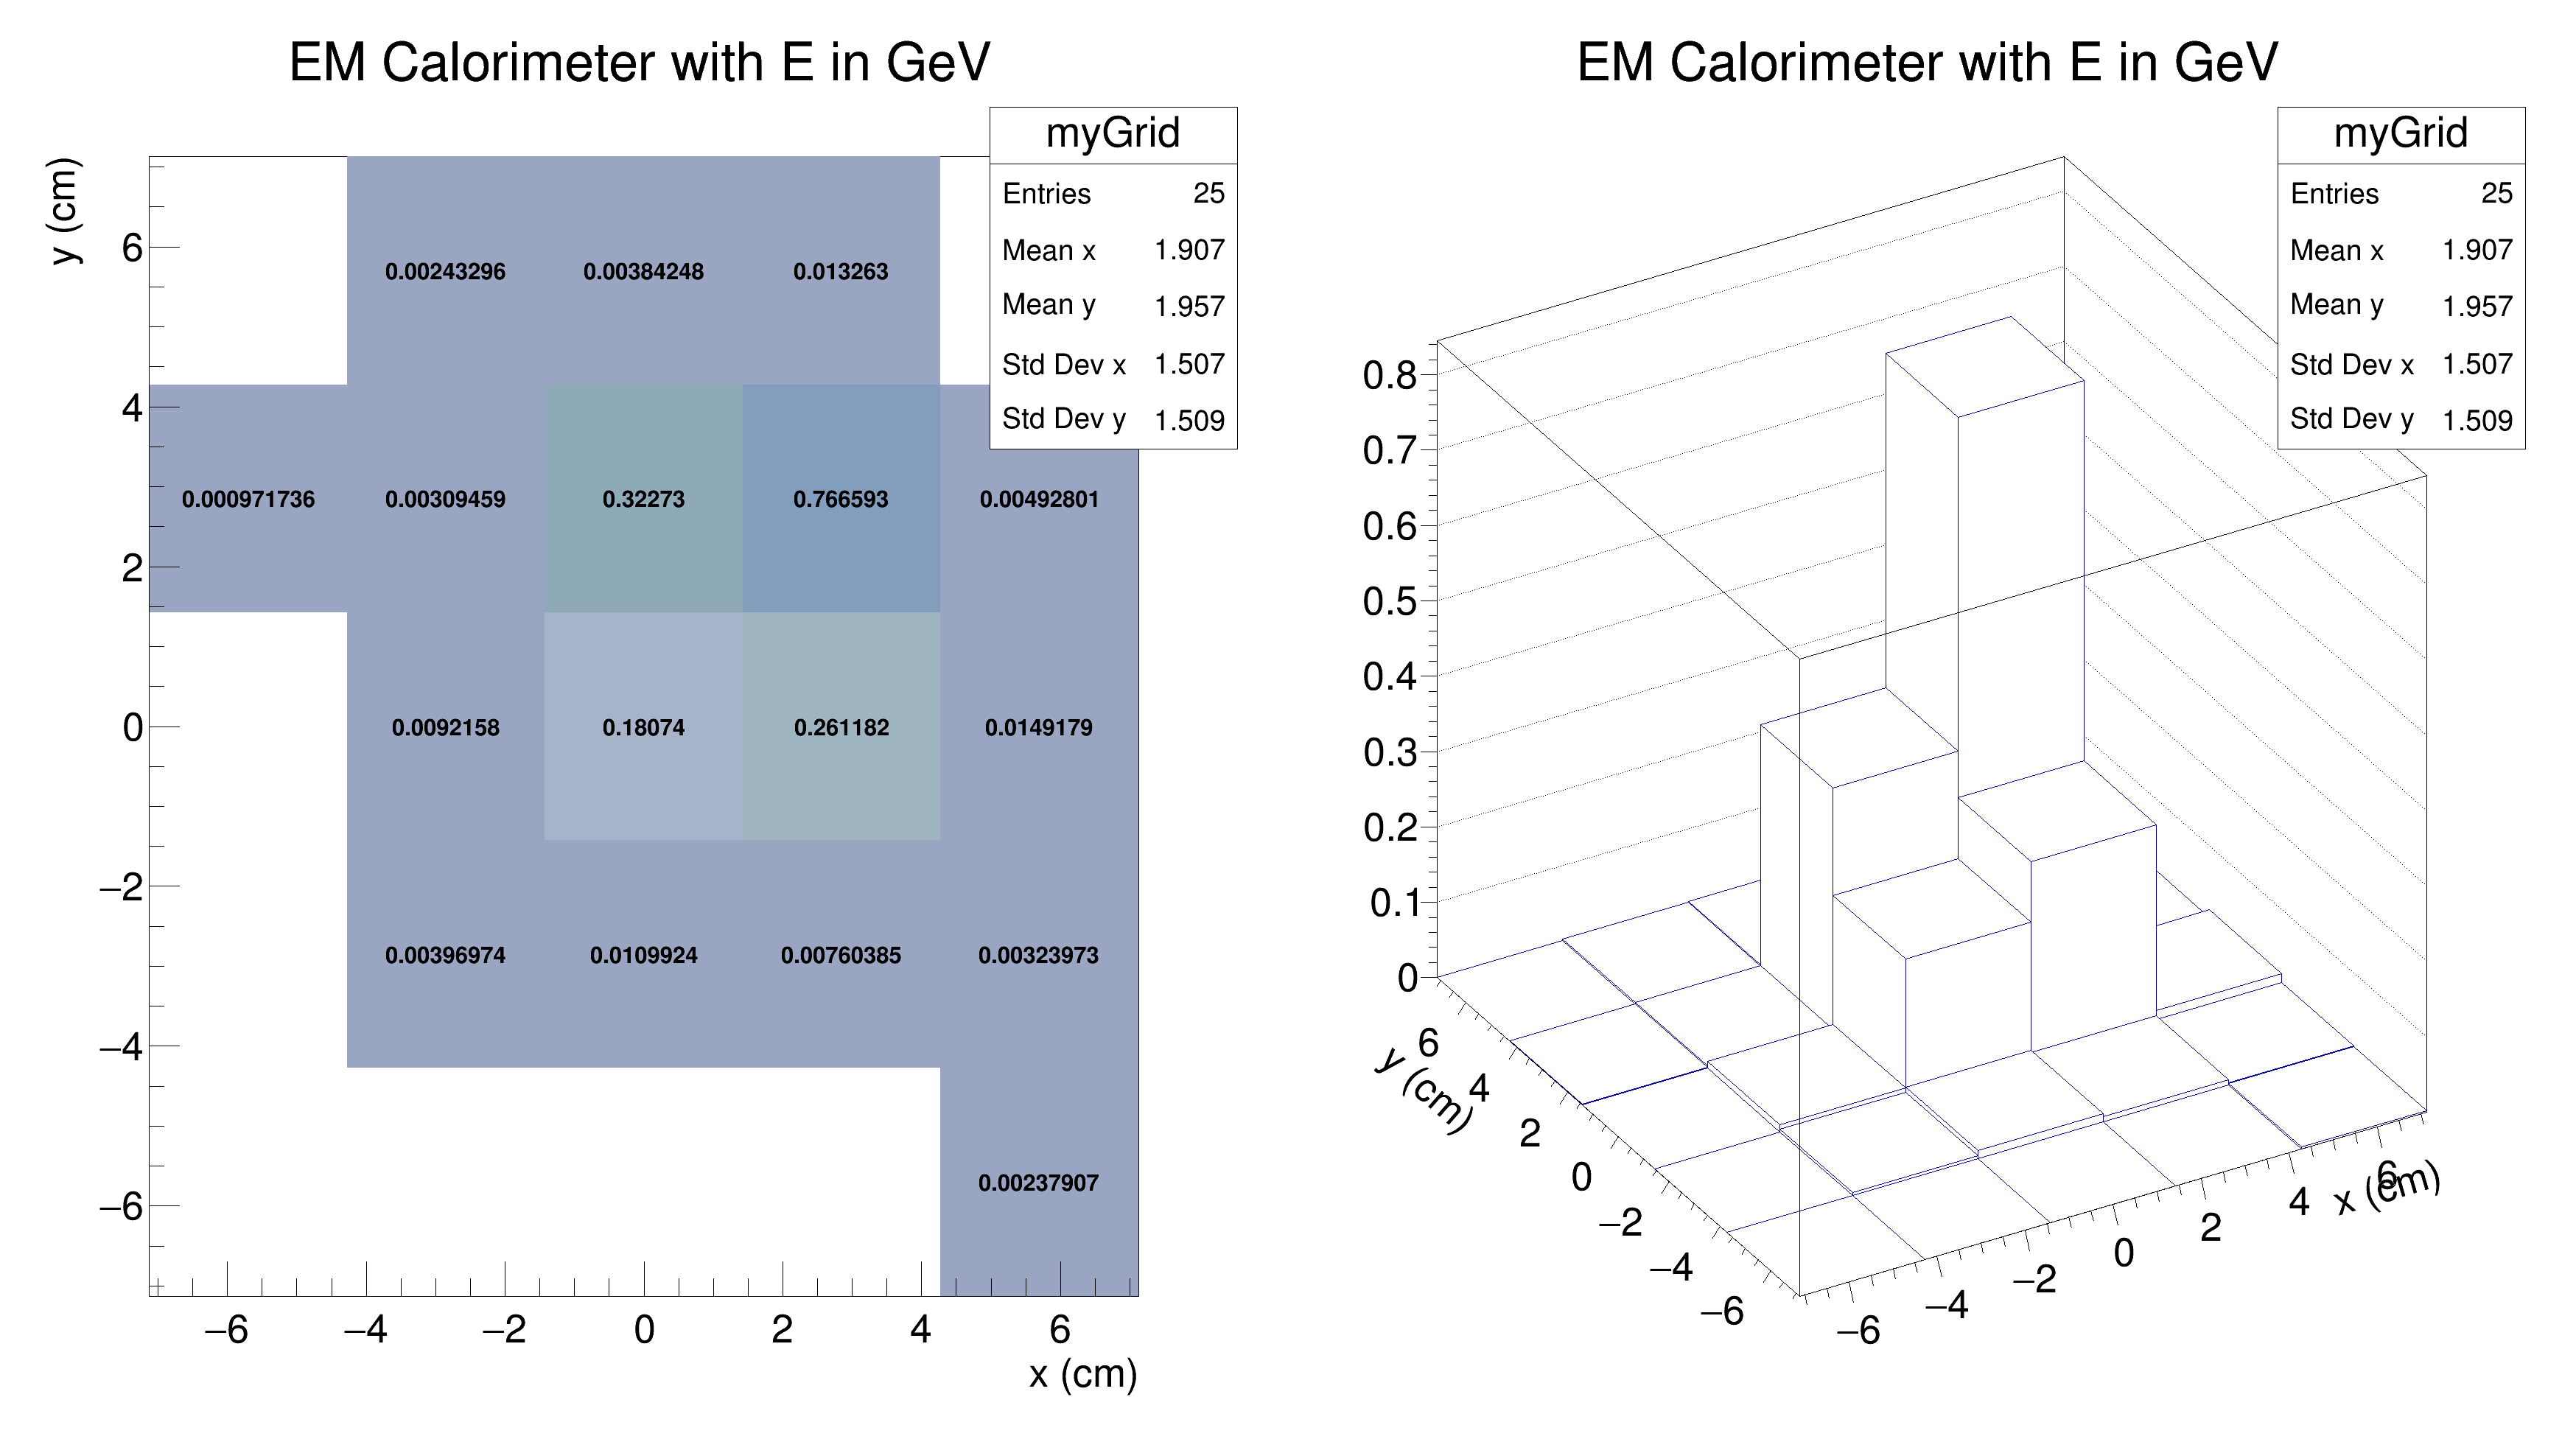 EM Calorimeter with E in GeV
myGrid
Entries 25
Mean x 1.907
Mean y 1.957
Std Dev x 1.507
Std Dev y 1.509
y (cm)
6
4
2
0
−2
−4
−6
0.00243296 0.00384248 0.013263
0.000971736 0.00309459 0.32273 0.766593 0.00492801
0.0092158 0.18074 0.261182 0.0149179
0.00396974 0.0109924 0.00760385 0.00323973
0.00237907
−6 −4 −2 0 2 4 6
x (cm)
EM Calorimeter with E in GeV
myGrid
Entries 25
Mean x 1.907
Mean y 1.957
Std Dev x 1.507
Std Dev y 1.509
0.8
0.7
0.6
0.5
0.4
0.3
0.2
0.1
0
6
4
2
0
−2
−4
−6
y (cm)
−6
−4
−2
0
2
4
6
x (cm)